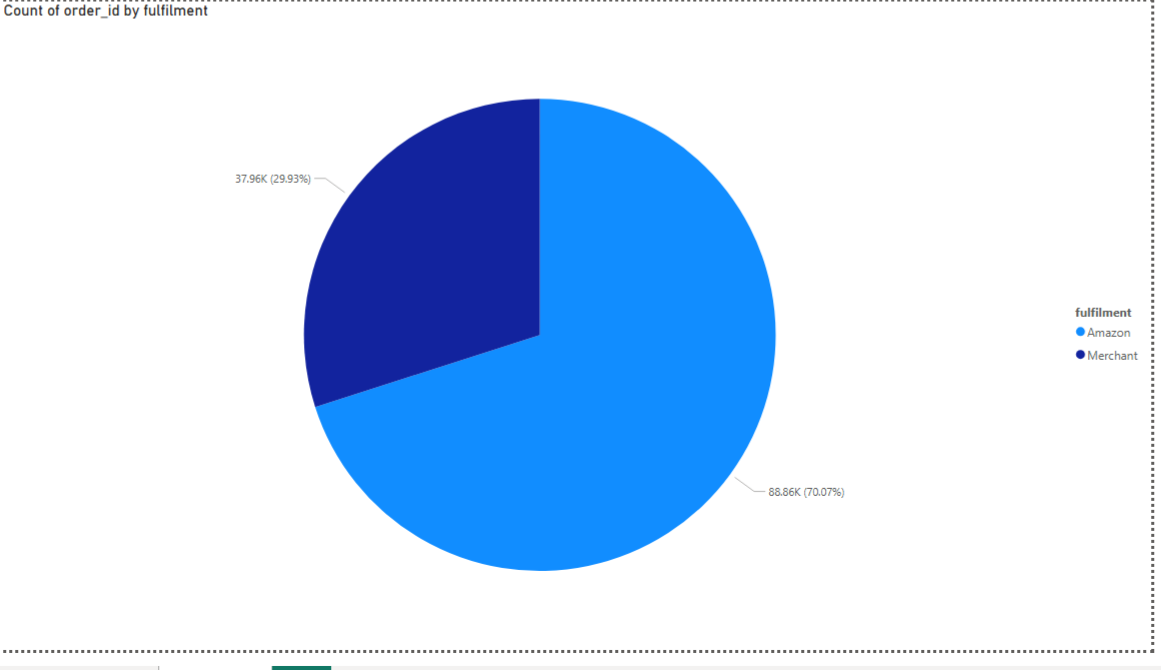 Count of order_id by fulfilment
37.96K (29.93%)
fulfilment
Amazon
Merchant
88.86K (70.07%)